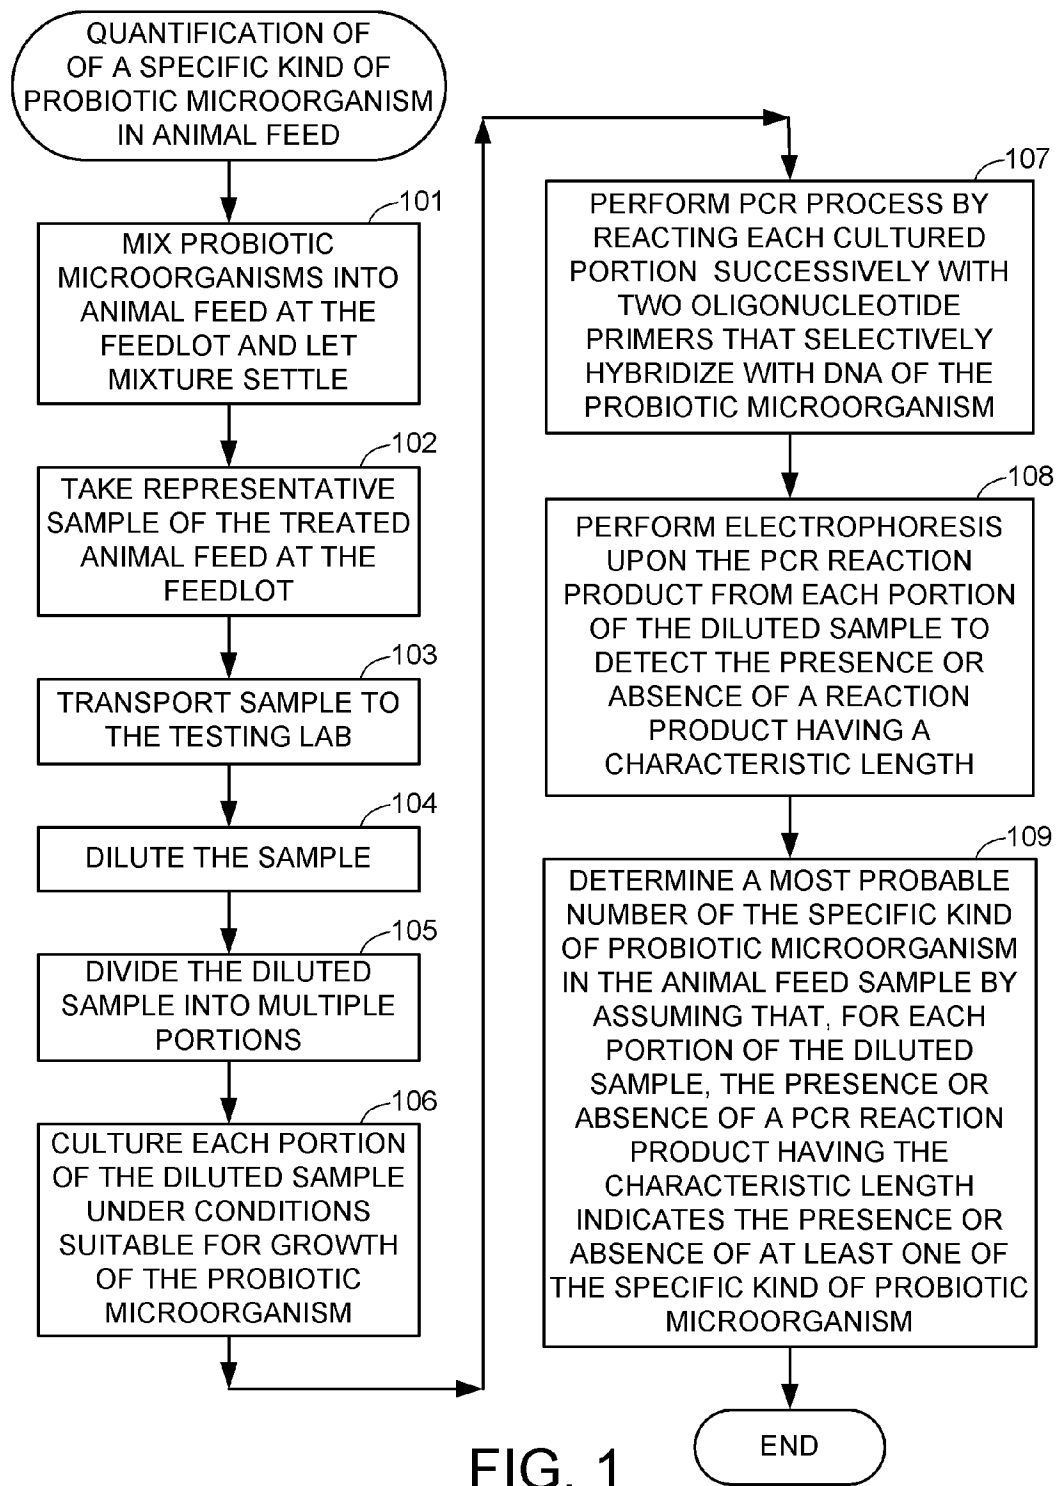 QUANTIFICATION OF
OF A SPECIFIC KIND OF
PROBIOTIC MICROORGANISM
IN ANIMAL FEED
101
MIX PROBIOTIC
MICROORGANISMS INTO
ANIMAL FEED AT THE
FEEDLOT AND LET
MIXTURE SETTLE
102
TAKE REPRESENTATIVE
SAMPLE OF THE TREATED
ANIMAL FEED AT THE
FEEDLOT
103
TRANSPORT SAMPLE TO
THE TESTING LAB
104
DILUTE THE SAMPLE
105
DIVIDE THE DILUTED
SAMPLE INTO MULTIPLE
PORTIONS
106
CULTURE EACH PORTION
OF THE DILUTED SAMPLE
UNDER CONDITIONS
SUITABLE FOR GROWTH
OF THE PROBIOTIC
MICROORGANISM
107
PERFORM PCR PROCESS BY
REACTING EACH CULTURED
PORTION SUCCESSIVELY WITH
TWO OLIGONUCLEOTIDE
PRIMERS THAT SELECTIVELY
HYBRIDIZE WITH DNA OF THE
PROBIOTIC MICROORGANISM
108
PERFORM ELECTROPHORESIS
UPON THE PCR REACTION
PRODUCT FROM EACH PORTION
OF THE DILUTED SAMPLE TO
DETECT THE PRESENCE OR
ABSENCE OF A REACTION
PRODUCT HAVING A
CHARACTERISTIC LENGTH
109
DETERMINE A MOST PROBABLE
NUMBER OF THE SPECIFIC KIND
OF PROBIOTIC MICROORGANISM
IN THE ANIMAL FEED SAMPLE BY
ASSUMING THAT, FOR EACH
PORTION OF THE DILUTED
SAMPLE, THE PRESENCE OR
ABSENCE OF A PCR REACTION
PRODUCT HAVING THE
CHARACTERISTIC LENGTH
INDICATES THE PRESENCE OR
ABSENCE OF AT LEAST ONE OF
THE SPECIFIC KIND OF PROBIOTIC
MICROORGANISM
END
FIG. 1